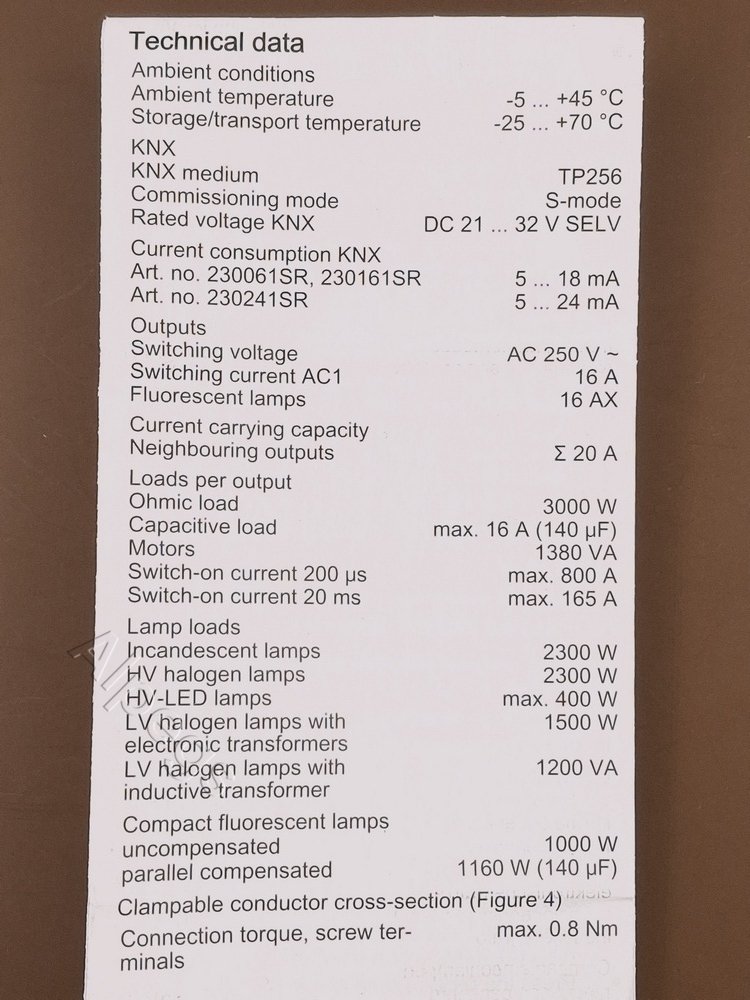 Technical data
Ambient conditions
Ambient temperature -5 ... +45 °C
Storage/transport temperature -25 ... +70 °C
KNX
KNX medium TP256
Commissioning mode S-mode
Rated voltage KNX DC 21 ... 32 V SELV
Current consumption KNX
Art. no. 230061SR, 230161SR 5 ... 18 mA
Art. no. 230241SR 5 ... 24 mA
Outputs
Switching voltage AC 250 V ~
Switching current AC1 16 A
Fluorescent lamps 16 AX
Current carrying capacity
Neighbouring outputs Σ 20 A
Loads per output
Ohmic load 3000 W
Capacitive load max. 16 A (140 µF)
Motors 1380 VA
Switch-on current 200 µs max. 800 A
Switch-on current 20 ms max. 165 A
Lamp loads
Incandescent lamps 2300 W
HV halogen lamps 2300 W
HV-LED lamps max. 400 W
LV halogen lamps with 1500 W
electronic transformers
LV halogen lamps with 1200 VA
inductive transformer
Compact fluorescent lamps
uncompensated 1000 W
parallel compensated 1160 W (140 µF)
Clampable conductor cross-section (Figure 4)
Connection torque, screw ter- max. 0.8 Nm
minals